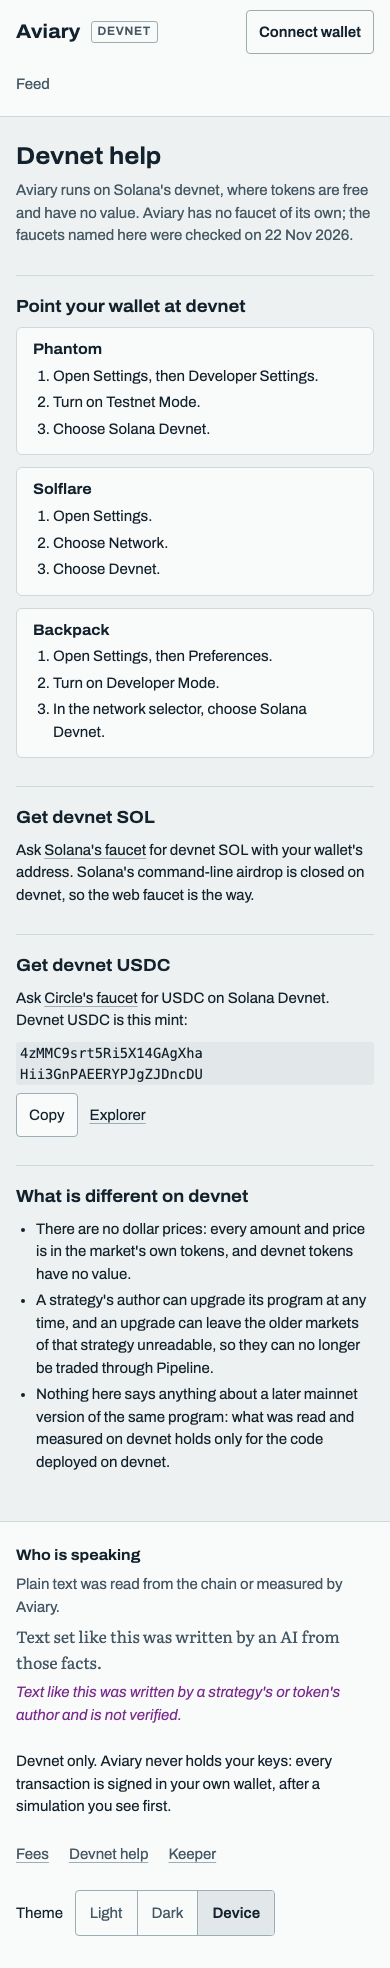 Aviary DEVNET Connect wallet
Feed
Devnet help
Aviary runs on Solana's devnet, where tokens are free
and have no value. Aviary has no faucet of its own; the
faucets named here were checked on 22 Nov 2026.
Point your wallet at devnet
Phantom
1. Open Settings, then Developer Settings.
2. Turn on Testnet Mode.
3. Choose Solana Devnet.
Solflare
1. Open Settings.
2. Choose Network.
3. Choose Devnet.
Backpack
1. Open Settings, then Preferences.
2. Turn on Developer Mode.
3. In the network selector, choose Solana
Devnet.
Get devnet SOL
Ask Solana's faucet for devnet SOL with your wallet's
address. Solana's command-line airdrop is closed on
devnet, so the web faucet is the way.
Get devnet USDC
Ask Circle's faucet for USDC on Solana Devnet.
Devnet USDC is this mint:
4zMMC9srt5Ri5X14GAgXha
Hii3GnPAEERYPJgZJDncDU
Copy Explorer
What is different on devnet
• There are no dollar prices: every amount and price
is in the market's own tokens, and devnet tokens
have no value.
• A strategy's author can upgrade its program at any
time, and an upgrade can leave the older markets
of that strategy unreadable, so they can no longer
be traded through Pipeline.
• Nothing here says anything about a later mainnet
version of the same program: what was read and
measured on devnet holds only for the code
deployed on devnet.
Who is speaking
Plain text was read from the chain or measured by
Aviary.
Text set like this was written by an AI from
those facts.
Text like this was written by a strategy's or token's
author and is not verified.
Devnet only. Aviary never holds your keys: every
transaction is signed in your own wallet, after a
simulation you see first.
Fees Devnet help Keeper
Theme Light Dark Device